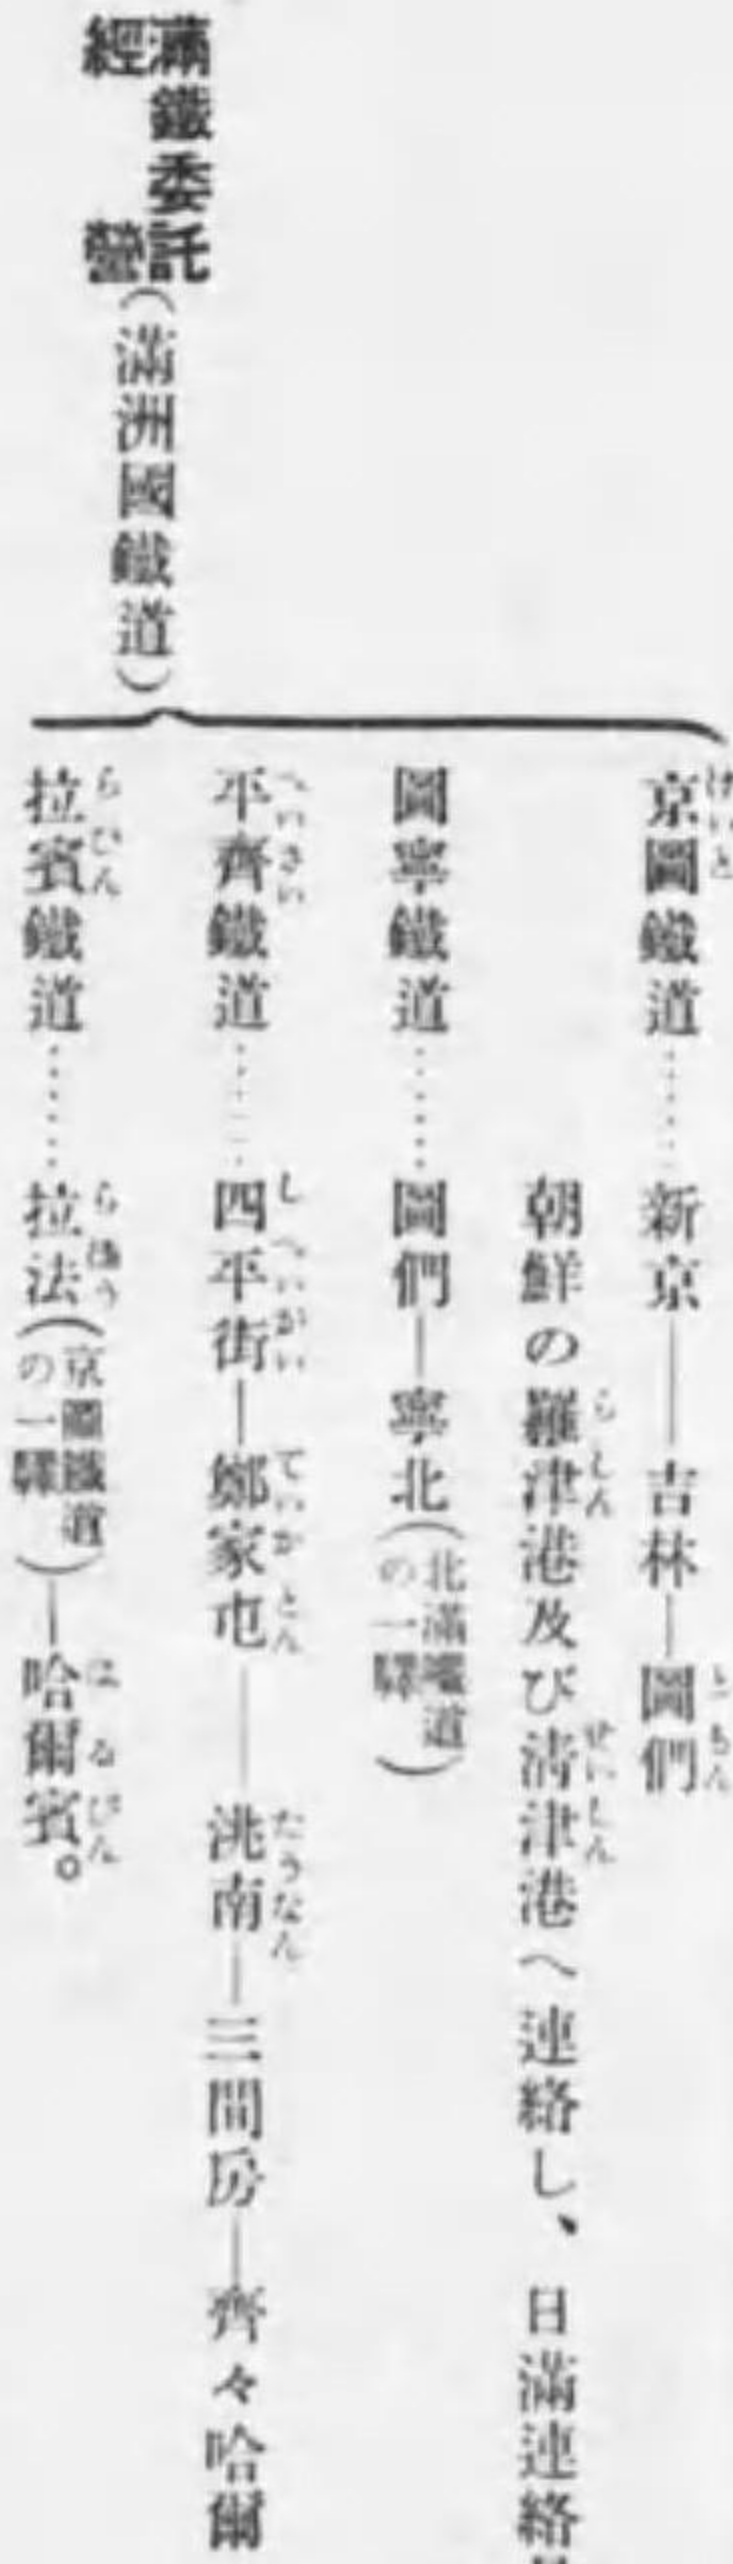 京圖鐵道……新京——吉林—圖們
朝鮮の羅津港及び清津港へ連絡し、日滿連絡
圖寧鐵道……圖們—寧北(北滿鐵道の一驛)
平齊鐵道……四平街—鄭家屯——洮南—三間房—齊々哈爾
滿鐵委託
經營(滿洲國鐵道)
拉賓鐵道……拉法(京圖鐵道の一驛)—哈爾賓。